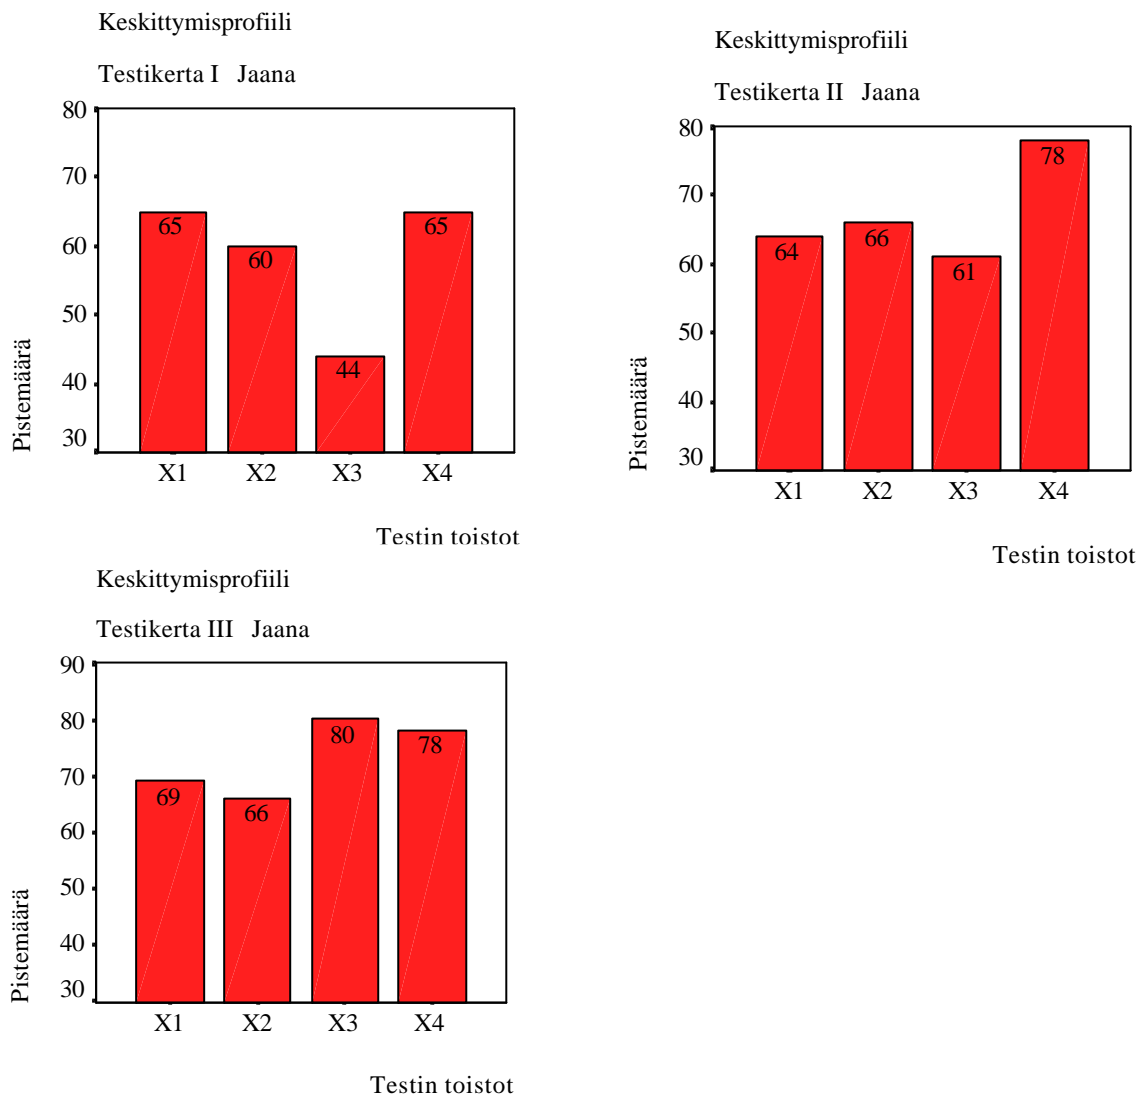 Keskittymisprofiili
Testikerta I Jaana
80
70
60
50
40
30
Pistemäärä
65
60
44
65
X1 X2 X3 X4
Testin toistot
Keskittymisprofiili
Testikerta II Jaana
80
70
60
50
40
30
Pistemäärä
64
66
61
78
X1 X2 X3 X4
Testin toistot
Keskittymisprofiili
Testikerta III Jaana
90
80
70
60
50
40
30
Pistemäärä
69
66
80
78
X1 X2 X3 X4
Testin toistot